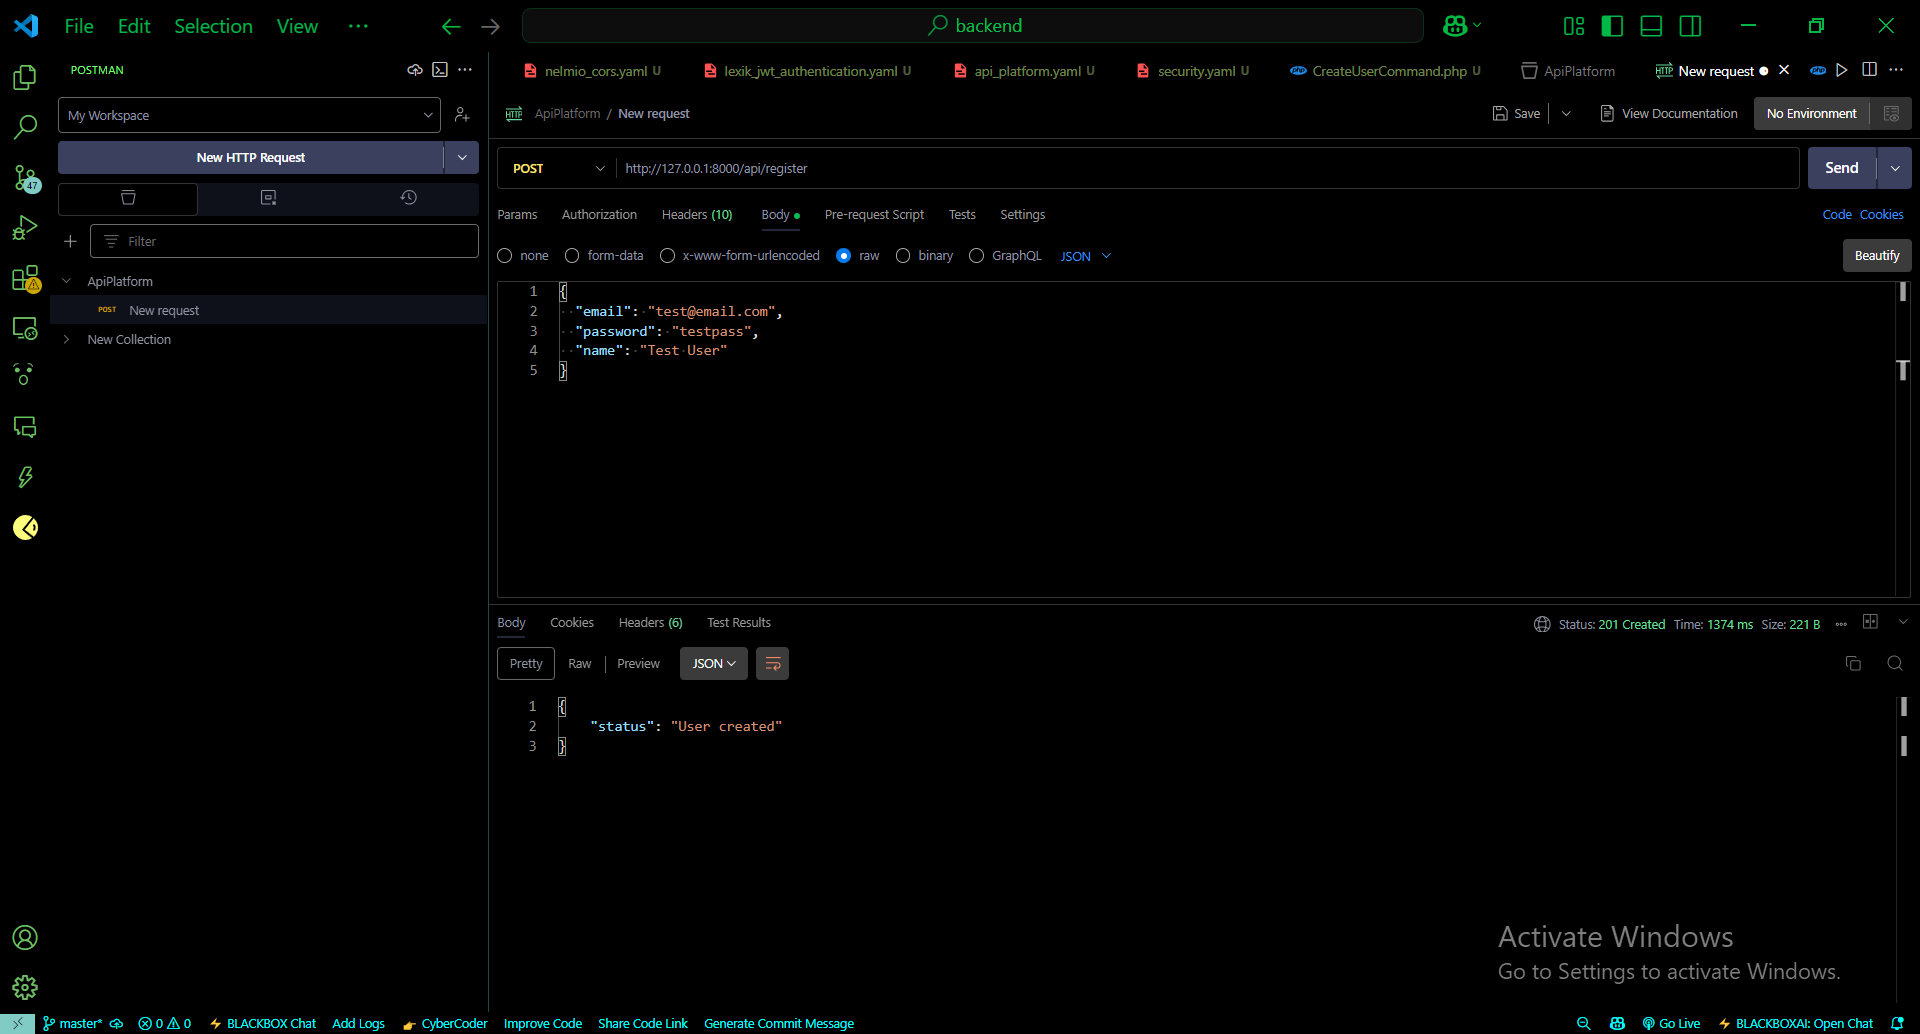 File Edit Selection View ··· backend
POSTMAN
My Workspace
New HTTP Request
Filter
ApiPlatform
POST New request
New Collection
47
nelmio_cors.yaml U lexik_jwt_authentication.yaml U api_platform.yaml U security.yaml U CreateUserCommand.php U ApiPlatform HTTP New request
HTTP ApiPlatform / New request Save View Documentation No Environment
POST http://127.0.0.1:8000/api/register Send
Params Authorization Headers (10) Body Pre-request Script Tests Settings Code Cookies
none form-data x-www-form-urlencoded raw binary GraphQL JSON Beautify
1 {
2 "email": "test@email.com",
3 "password": "testpass",
4 "name": "Test User"
5 }
Body Cookies Headers (6) Test Results Status: 201 Created Time: 1374 ms Size: 221 B
Pretty Raw Preview JSON
1 {
2 "status": "User created"
3 }
Activate Windows
Go to Settings to activate Windows.
master* 0 0 BLACKBOX Chat Add Logs CyberCoder Improve Code Share Code Link Generate Commit Message Go Live BLACKBOXAI: Open Chat